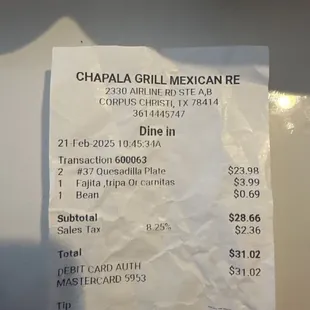 CHAPALA GRILL MEXICAN RE
2330 AIRLINE RD STE A,B
CORPUS CHRISTI, TX 78414
3614445747
Dine in
21-Feb-2025 10:45:34A
Transaction 600063
2 #37 Quesadilla Plate $23.98
1 Fajita ,tripa Or carnitas $3.99
1 Bean $0.69
Subtotal $28.66
Sales Tax 8.25% $2.36
Total $31.02
DEBIT CARD AUTH $31.02
MASTERCARD 5953
Tip